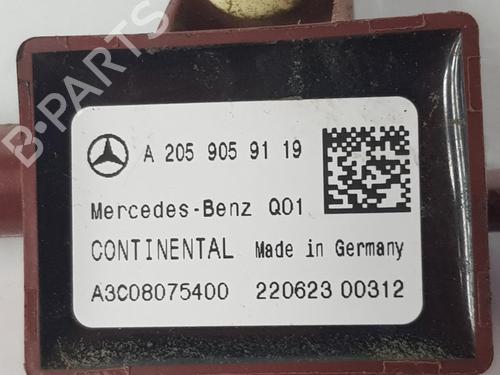 B-PARTS
A 205 905 91 19
Mercedes-Benz Q01
CONTINENTAL Made in Germany
A3C08075400 220623 00312